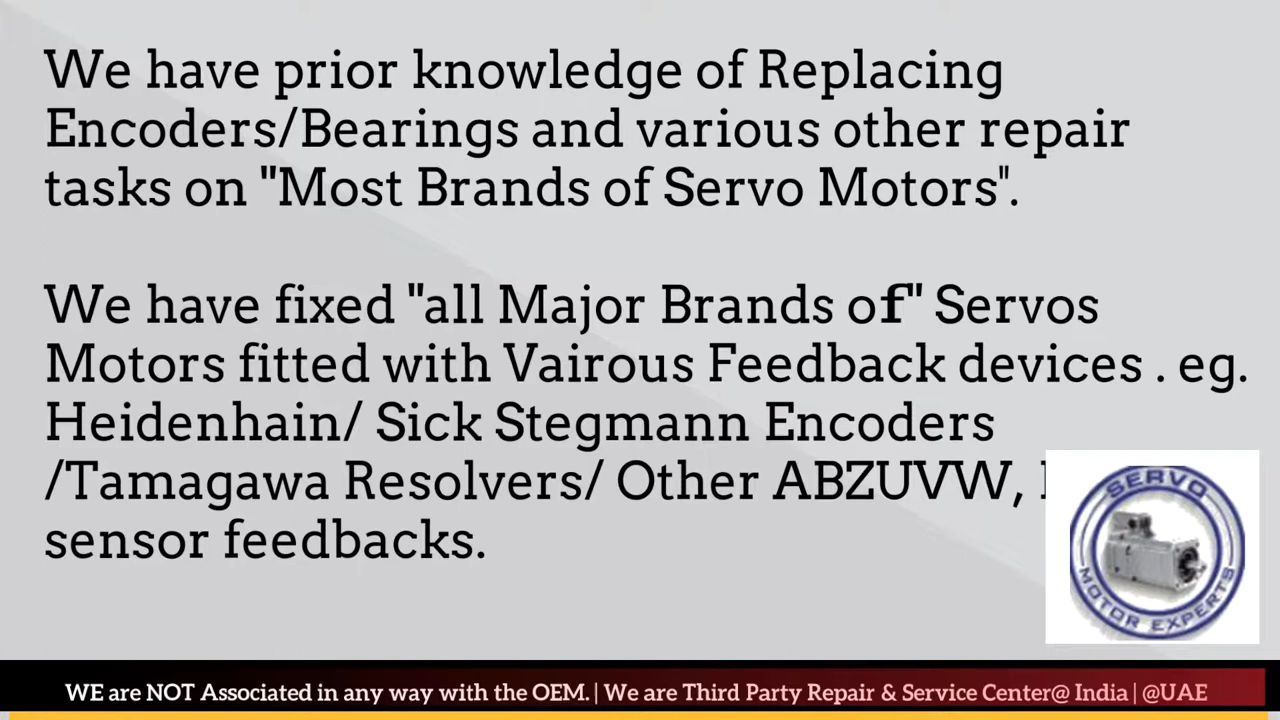 We have prior knowledge of Replacing
Encoders/Bearings and various other repair
tasks on "Most Brands of Servo Motors".
We have fixed "all Major Brands of" Servos
Motors fitted with Vairous Feedback devices . eg.
Heidenhain/ Sick Stegmann Encoders
/Tamagawa Resolvers/ Other ABZUVW,
sensor feedbacks.
SERVO
MOTOR EXPERTS
WE are NOT Associated in any way with the OEM. | We are Third Party Repair & Service Center@ India | @UAE